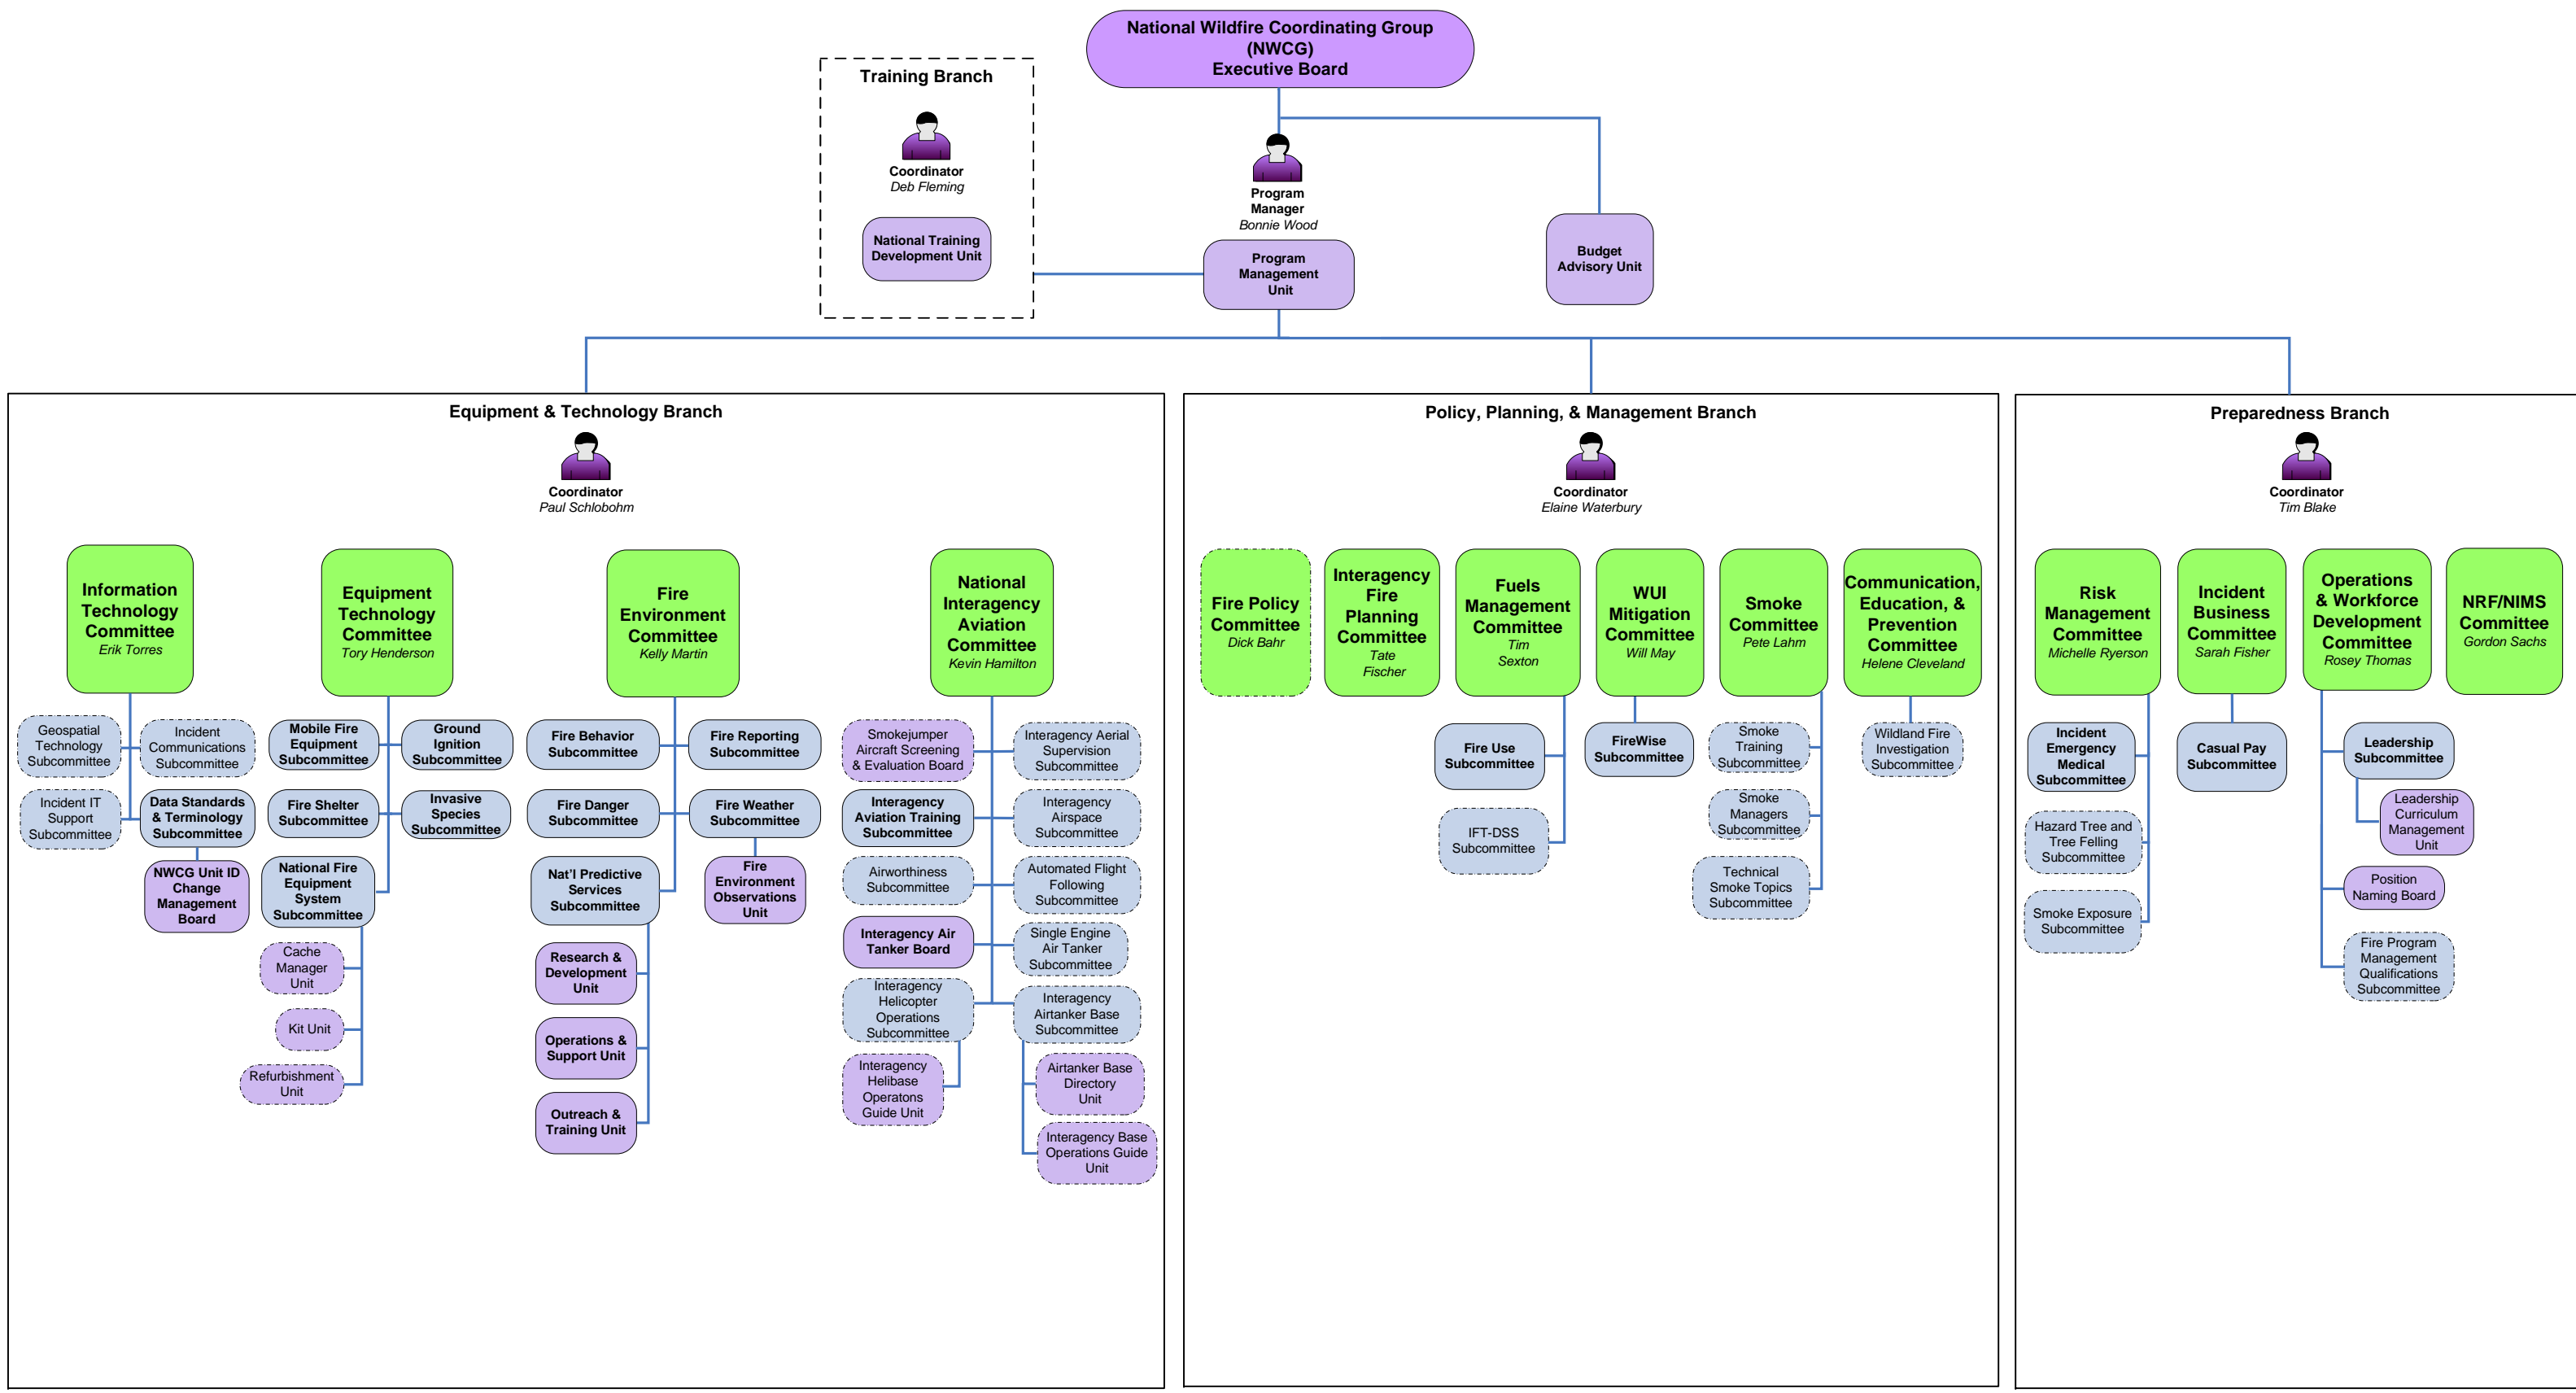 National Wildfire Coordinating Group
(NWCG)
Executive Board
Training Branch
Coordinator
Deb Fleming
National Training
Development Unit
Program
Manager
Bonnie Wood
Program
Management
Unit
Budget
Advisory Unit
Equipment & Technology Branch
Coordinator
Paul Schlobohm
Information
Technology
Committee
Erik Torres
Geospatial
Technology
Subcommittee
Incident
Communications
Subcommittee
Incident IT
Support
Subcommittee
Data Standards
& Terminology
Subcommittee
NWCG Unit ID
Change
Management
Board
Equipment
Technology
Committee
Tory Henderson
Mobile Fire
Equipment
Subcommittee
Ground
Ignition
Subcommittee
Fire Shelter
Subcommittee
Invasive
Species
Subcommittee
National Fire
Equipment
System
Subcommittee
Cache
Manager
Unit
Kit Unit
Refurbishment
Unit
Fire
Environment
Committee
Kelly Martin
Fire Behavior
Subcommittee
Fire Reporting
Subcommittee
Fire Danger
Subcommittee
Fire Weather
Subcommittee
Nat'l Predictive
Services
Subcommittee
Fire
Environment
Observations
Unit
Research &
Development
Unit
Operations &
Support Unit
Outreach &
Training Unit
National
Interagency
Aviation
Committee
Kevin Hamilton
Smokejumper
Aircraft Screening
& Evaluation Board
Interagency Aerial
Supervision
Subcommittee
Interagency
Aviation Training
Subcommittee
Interagency
Airspace
Subcommittee
Airworthiness
Subcommittee
Automated Flight
Following
Subcommittee
Interagency Air
Tanker Board
Single Engine
Air Tanker
Subcommittee
Interagency
Helicopter
Operations
Subcommittee
Interagency
Airtanker Base
Subcommittee
Interagency
Helibase
Operatons
Guide Unit
Airtanker Base
Directory
Unit
Interagency Base
Operations Guide
Unit
Policy, Planning, & Management Branch
Coordinator
Elaine Waterbury
Fire Policy
Committee
Dick Bahr
Interagency
Fire
Planning
Committee
Tate
Fischer
Fuels
Management
Committee
Tim
Sexton
Fire Use
Subcommittee
IFT-DSS
Subcommittee
WUI
Mitigation
Committee
Will May
FireWise
Subcommittee
Smoke
Committee
Pete Lahm
Smoke
Training
Subcommittee
Smoke
Managers
Subcommittee
Technical
Smoke Topics
Subcommittee
Communication,
Education, &
Prevention
Committee
Helene Cleveland
Wildland Fire
Investigation
Subcommittee
Preparedness Branch
Coordinator
Tim Blake
Risk
Management
Committee
Michelle Ryerson
Incident
Emergency
Medical
Subcommittee
Hazard Tree and
Tree Felling
Subcommittee
Smoke Exposure
Subcommittee
Incident
Business
Committee
Sarah Fisher
Casual Pay
Subcommittee
Operations
& Workforce
Development
Committee
Rosey Thomas
Leadership
Subcommittee
Leadership
Curriculum
Management
Unit
Position
Naming Board
Fire Program
Management
Qualifications
Subcommittee
NRF/NIMS
Committee
Gordon Sachs